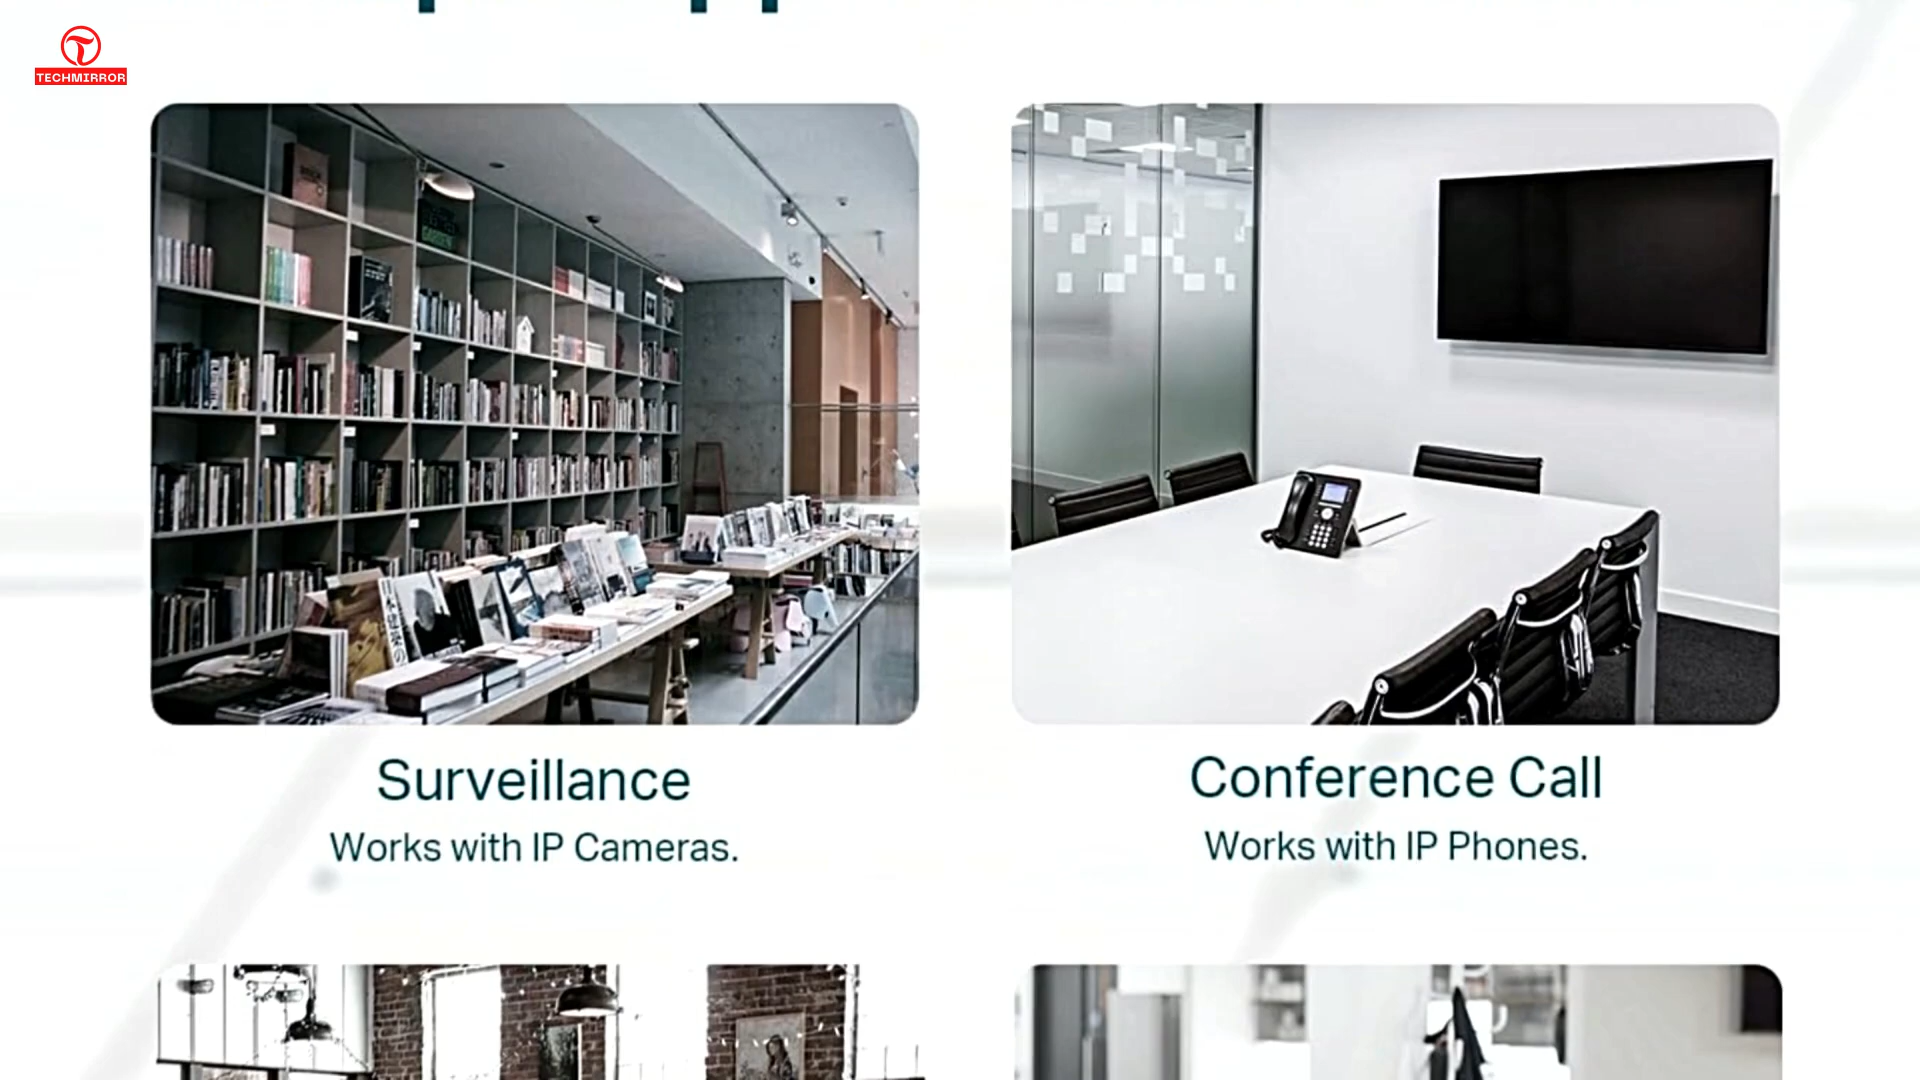 TECHMIRROR
Surveillance
Works with IP Cameras.
Conference Call
Works with IP Phones.